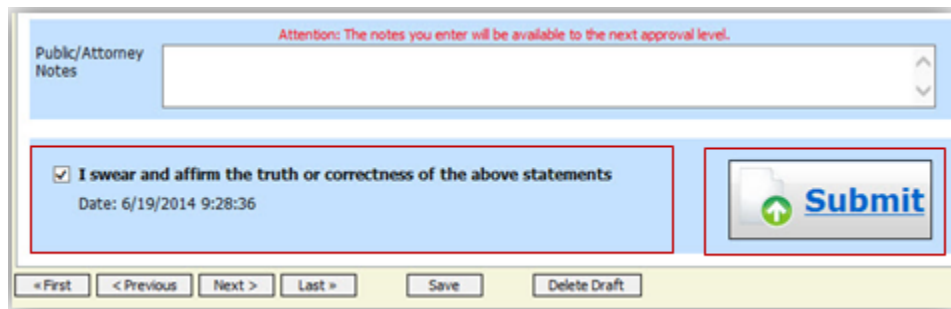 Attention: The notes you enter will be available to the next approval level.
Public/Attorney
Notes
I swear and affirm the truth or correctness of the above statements
Date: 6/19/2014 9:28:36
Submit
« First < Previous Next > Last » Save Delete Draft